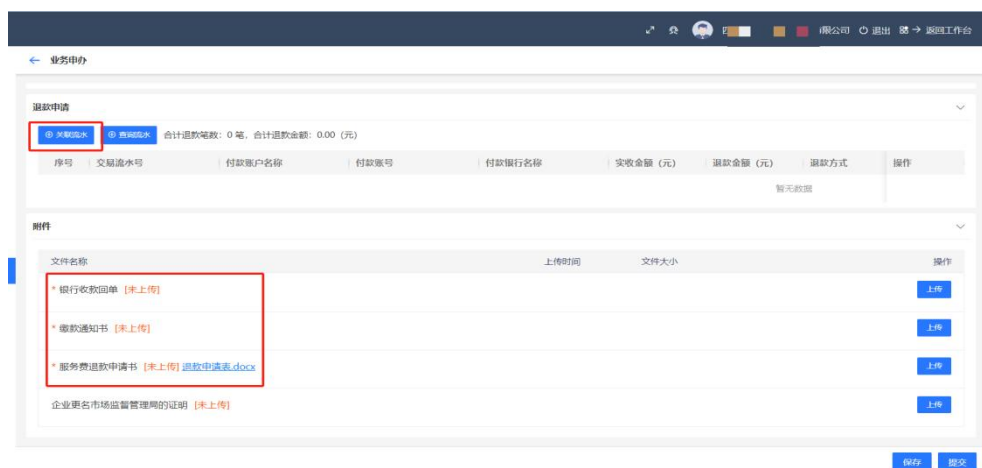 限公司 退出 返回工作台
业务申办
退款申请
关联流水 查询流水 合计退款笔数: 0 笔, 合计退款金额: 0.00 (元)
序号 交易流水号 付款账户名称 付款账号 付款银行名称 实收金额 (元) 退款金额 (元) 退款方式 操作
暂无数据
附件
文件名称 上传时间 文件大小 操作
* 银行收款回单 [未上传] 上传
* 缴款通知书 [未上传] 上传
* 服务费退款申请书 [未上传] 退款申请表.docx 上传
企业更名市场监督管理局的证明 [未上传] 上传
保存 提交